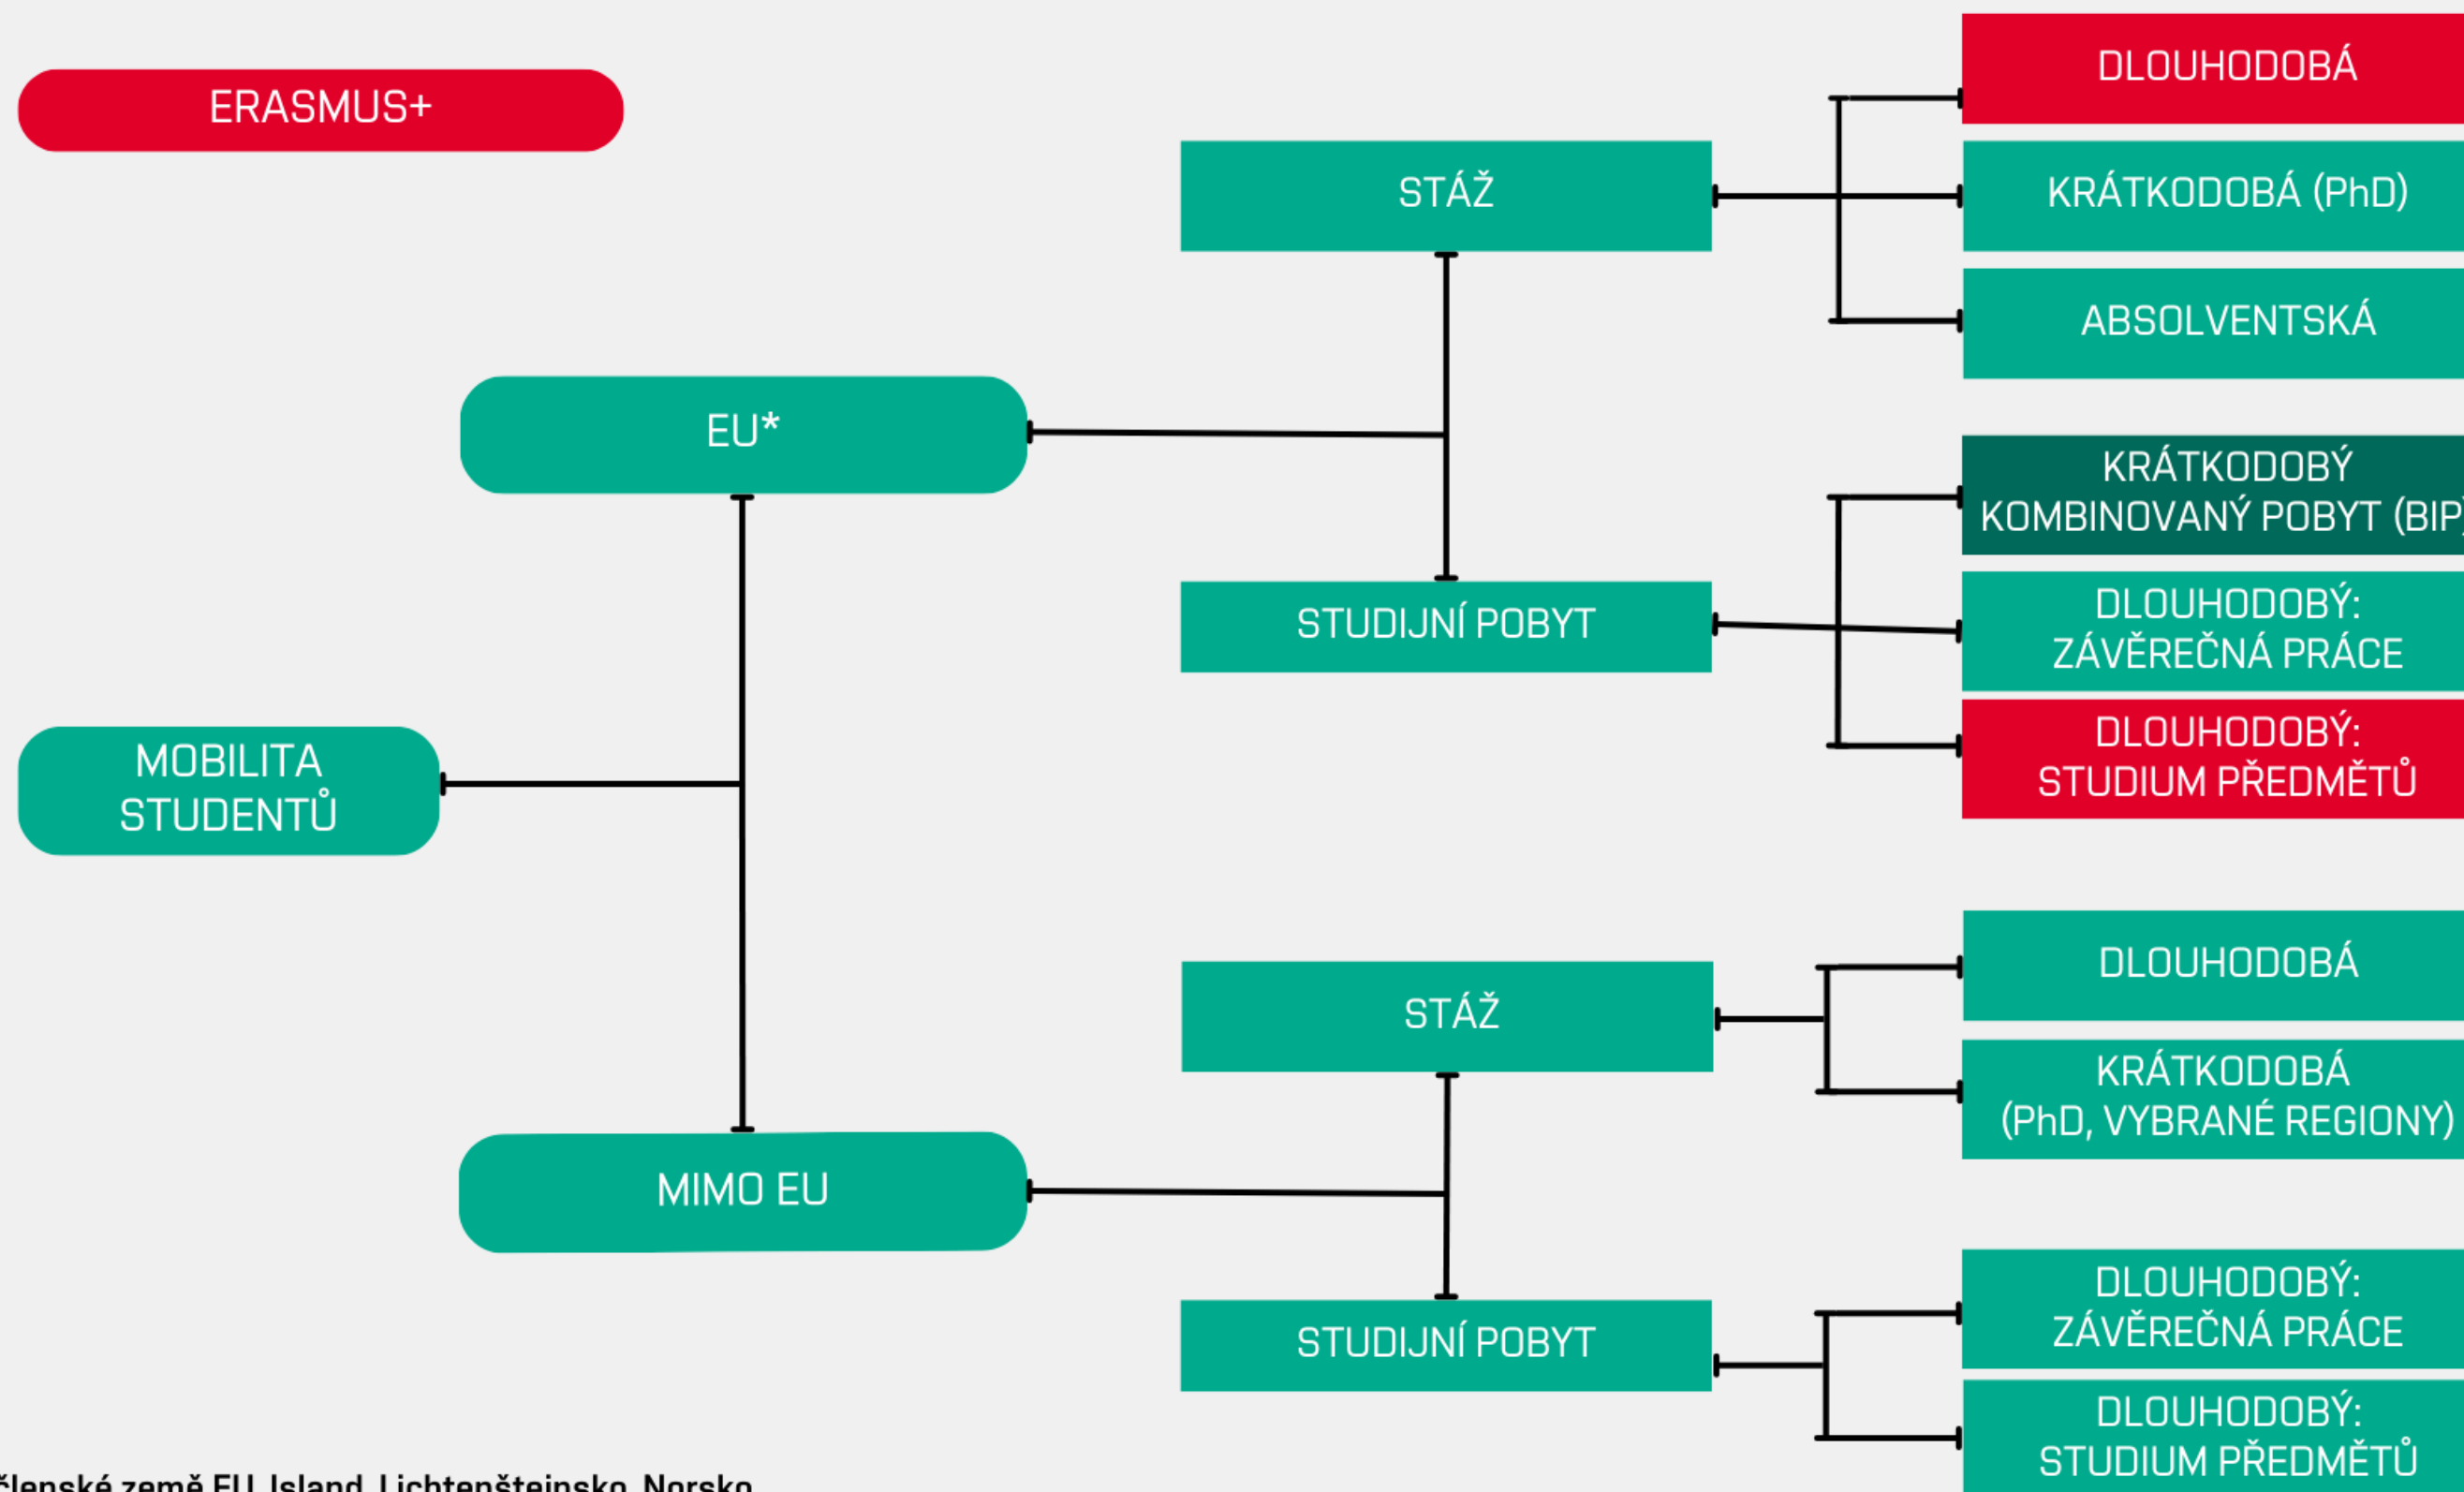 ERASMUS+
DLOUHODOBÁ
STÁŽ
KRÁTKODOBÁ (PhD)
ABSOLVENTSKÁ
EU*
KRÁTKODOBÝ
KOMBINOVANÝ POBYT (BIP)
STUDIJNÍ POBYT
DLOUHODOBÝ:
ZÁVĚREČNÁ PRÁCE
DLOUHODOBÝ:
STUDIUM PŘEDMĚTŮ
MOBILITA
STUDENTŮ
STÁŽ
DLOUHODOBÁ
KRÁTKODOBÁ
(PhD, VYBRANÉ REGIONY)
MIMO EU
STUDIJNÍ POBYT
DLOUHODOBÝ:
ZÁVĚREČNÁ PRÁCE
DLOUHODOBÝ:
STUDIUM PŘEDMĚTŮ
členské země EU, Island, Lichtenštejnsko, Norsko